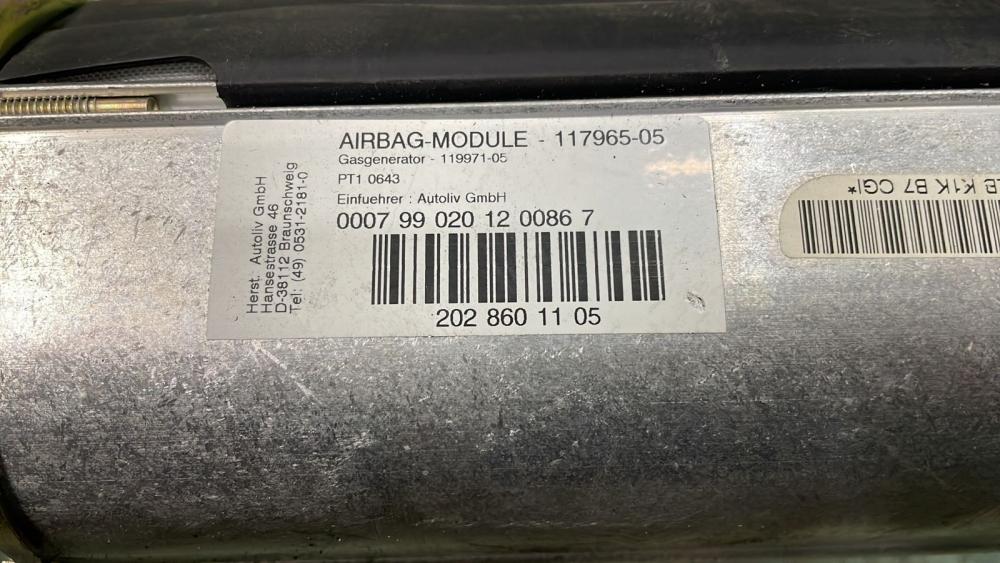 AIRBAG-MODULE - 117965-05
Gasgenerator - 119971-05
PT1 0643
Einfuehrer : Autoliv GmbH
0007 99 020 12 0086 7
202 860 11 05
Herst.: Autoliv GmbH
Hansestrasse 46
D-38112 Braunschweig
Tel: (49) 0531-2181-0
K1K B7 CGI*